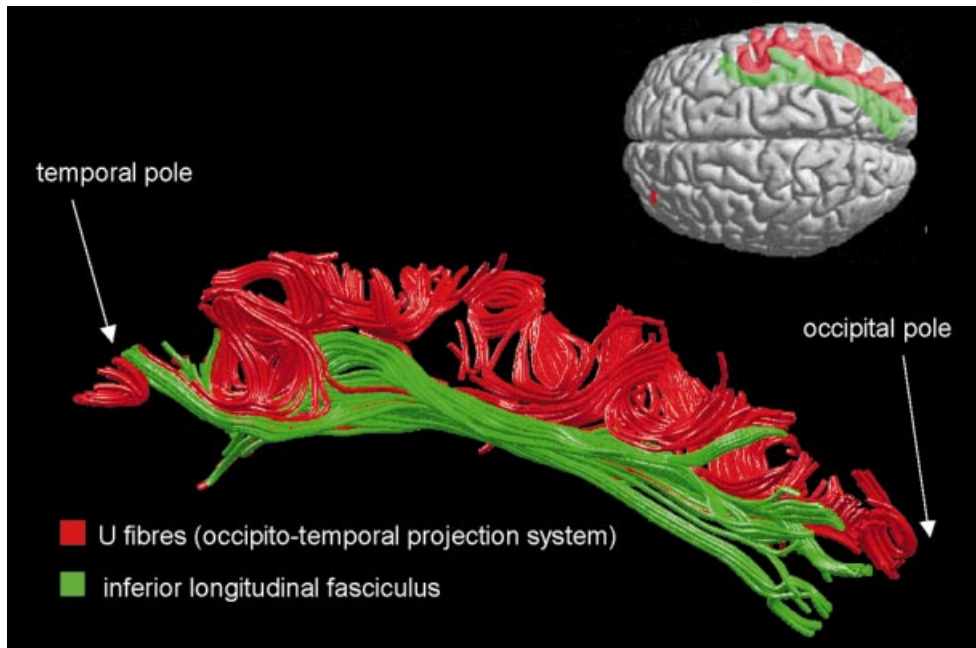 temporal pole
occipital pole
U fibres (occipito-temporal projection system)
inferior longitudinal fasciculus